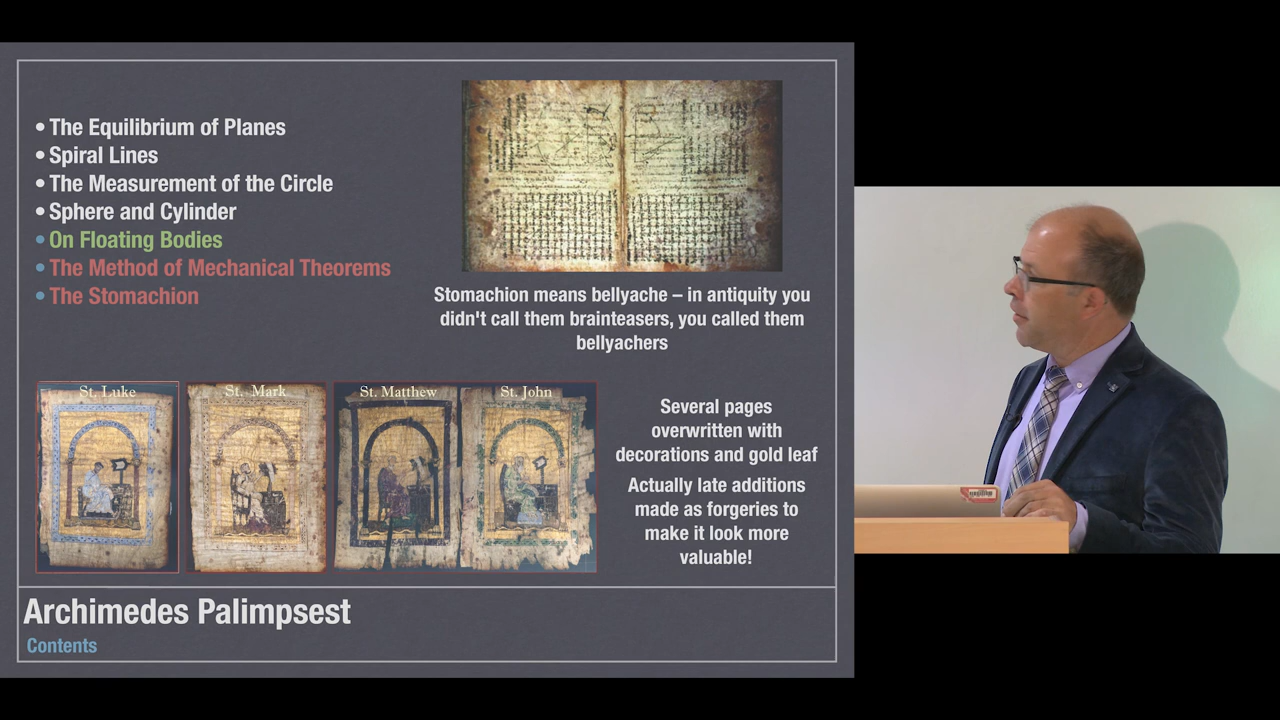 • The Equilibrium of Planes
• Spiral Lines
• The Measurement of the Circle
• Sphere and Cylinder
• On Floating Bodies
• The Method of Mechanical Theorems
• The Stomachion
Stomachion means bellyache – in antiquity you
didn't call them brainteasers, you called them
bellyachers
St. Luke
St. Mark
St. Matthew
St. John
Several pages
overwritten with
decorations and gold leaf
Actually late additions
made as forgeries to
make it look more
valuable!
Archimedes Palimpsest
Contents